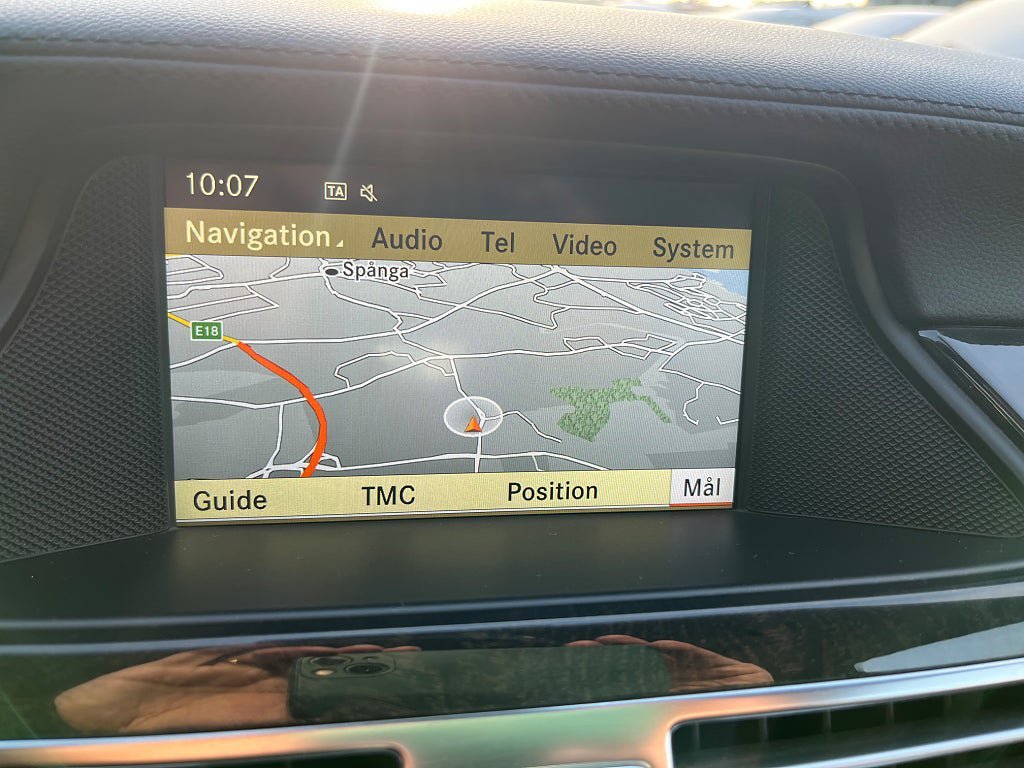 10:07 TA
Navigation Audio Tel Video System
Spånga
E18
Guide TMC Position Mål